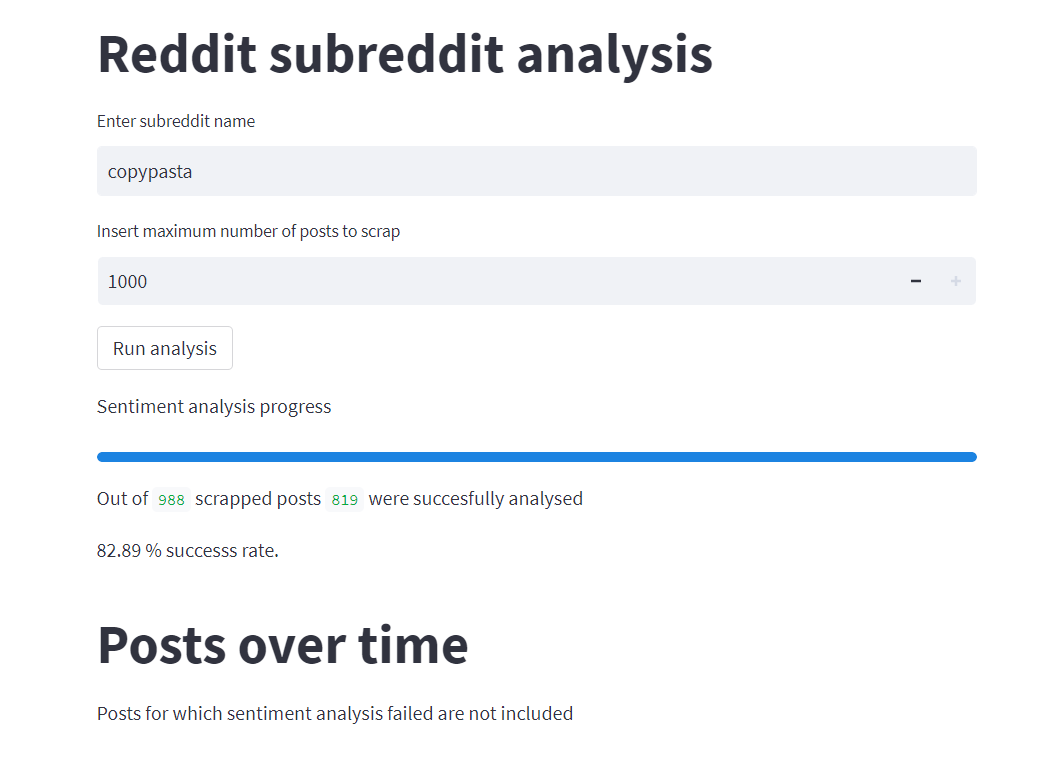 Reddit subreddit analysis
Enter subreddit name
copypasta
Insert maximum number of posts to scrap
1000
Run analysis
Sentiment analysis progress
Out of 988 scrapped posts 819 were succesfully analysed
82.89 % successs rate.
Posts over time
Posts for which sentiment analysis failed are not included